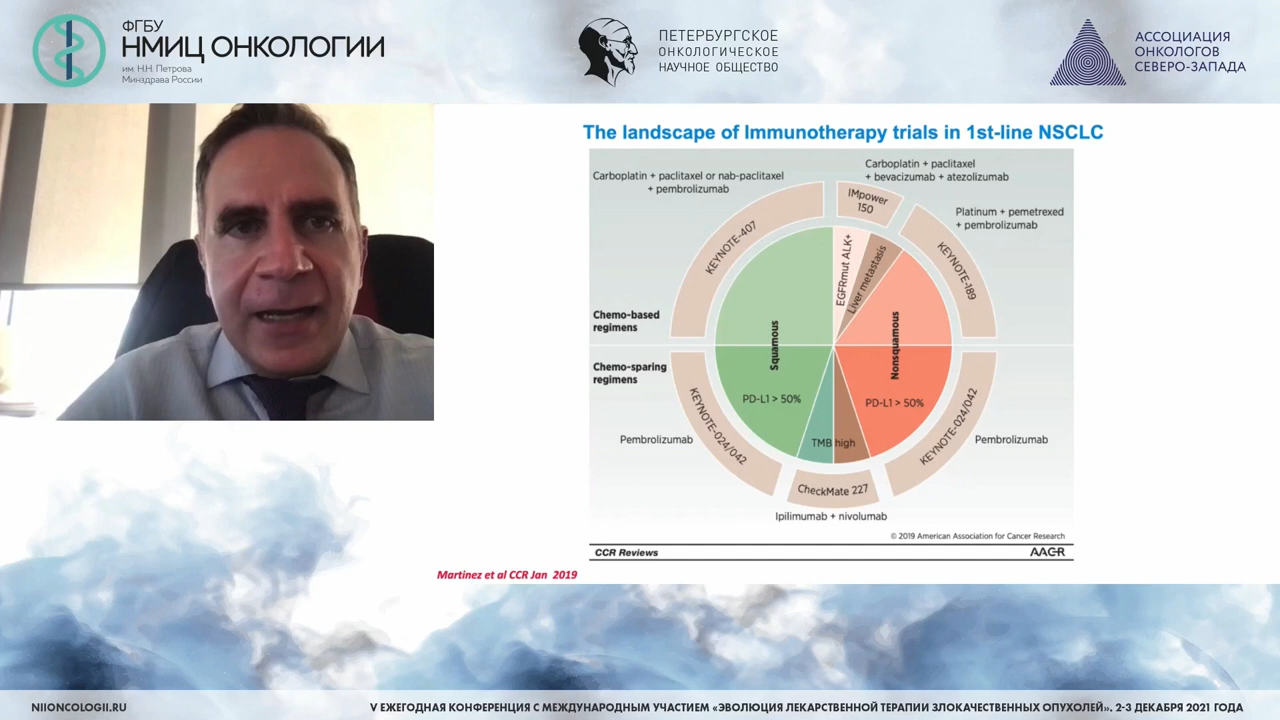 ФГБУ
НМИЦ ОНКОЛОГИИ
им. Н.Н. Петрова
Минздрава России
ПЕТЕРБУРГСКОЕ
ОНКОЛОГИЧЕСКОЕ
НАУЧНОЕ ОБЩЕСТВО
АССОЦИАЦИЯ
ОНКОЛОГОВ
СЕВЕРО-ЗАПАДА
The landscape of Immunotherapy trials in 1st-line NSCLC
Carboplatin + paclitaxel or nab-paclitaxel
+ pembrolizumab
Carboplatin + paclitaxel
+ bevacizumab + atezolizumab
IMpower
150
Platinum + pemetrexed
+ pembrolizumab
KEYNOTE-407
KEYNOTE-189
EGFRmut ALK+
Liver metastasis
Chemo-based
regimens
Squamous
Nonsquamous
Chemo-sparing
regimens
PD-L1 > 50%
PD-L1 > 50%
KEYNOTE-024/042
KEYNOTE-024/042
Pembrolizumab
TMB high
Pembrolizumab
CheckMate 227
Ipilimumab + nivolumab
© 2019 American Association for Cancer Research
CCR Reviews
AACR
Martinez et al CCR Jan 2019
NIIONCOLOGII.RU
V ЕЖЕГОДНАЯ КОНФЕРЕНЦИЯ С МЕЖДУНАРОДНЫМ УЧАСТИЕМ «ЭВОЛЮЦИЯ ЛЕКАРСТВЕННОЙ ТЕРАПИИ ЗЛОКАЧЕСТВЕННЫХ ОПУХОЛЕЙ». 2-3 ДЕКАБРЯ 2021 ГОДА